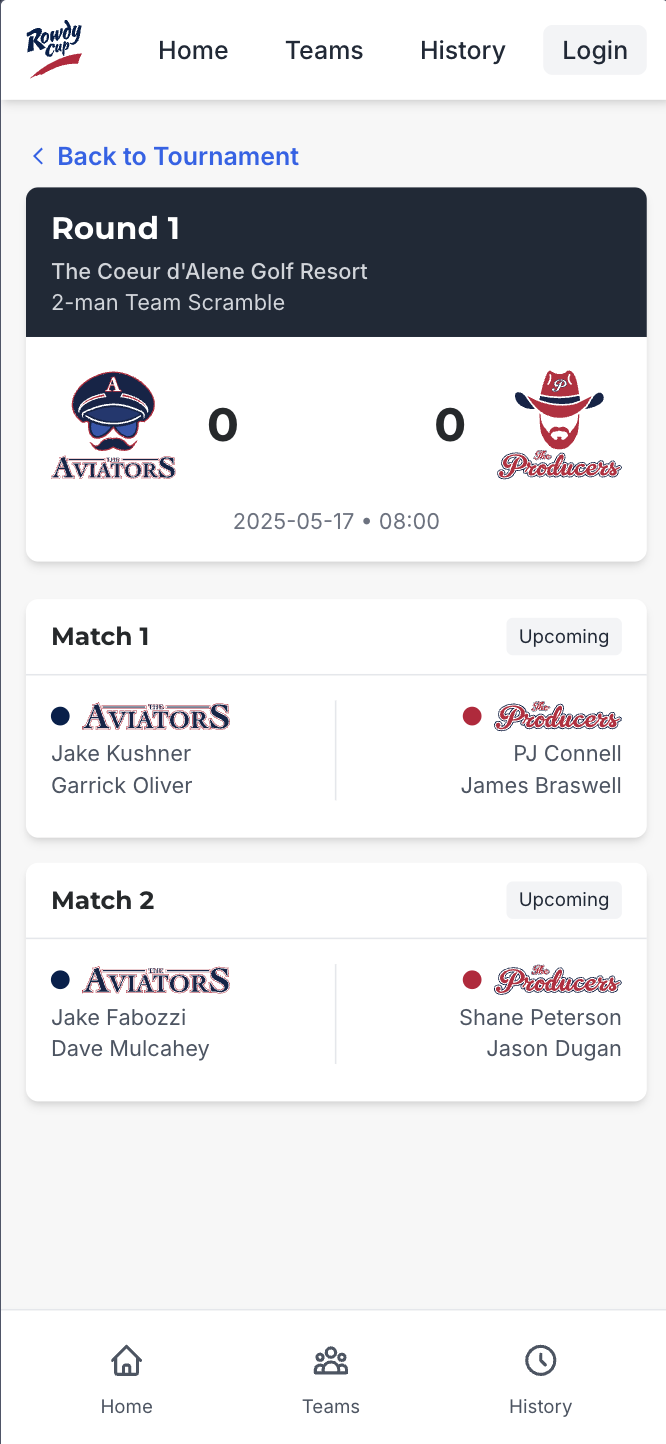 Rowdy Cup
Home Teams History Login
Back to Tournament
Round 1
The Coeur d'Alene Golf Resort
2-man Team Scramble
A
P
0 0
THE
AVIATORS
The
Producers
2025-05-17 • 08:00
Match 1 Upcoming
THE
AVIATORS
The
Producers
Jake Kushner PJ Connell
Garrick Oliver James Braswell
Match 2 Upcoming
THE
AVIATORS
The
Producers
Jake Fabozzi Shane Peterson
Dave Mulcahey Jason Dugan
Home Teams History